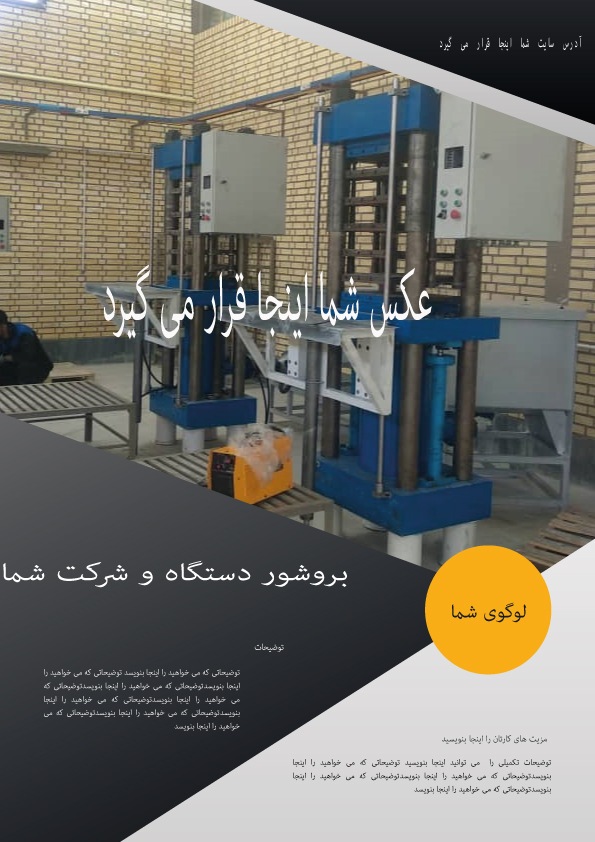 آدرس سایت شما اینجا قرار می گیرد
عکس شما اینجا قرار می گیرد
بروشور دستگاه و شرکت شما
لوگوی شما
توضیحات
توضیحاتی که می خواهید را اینجا بنویسد توضیحاتی که می خواهید را
اینجا بنویسدتوضیحاتی که می خواهید را اینجا بنویسدتوضیحاتی که
می خواهید را اینجا بنویسدتوضیحاتی که می خواهید را اینجا
بنویسدتوضیحاتی که می خواهید را اینجا بنویسدتوضیحاتی که می
خواهید را اینجا بنویسد
مزیت های کارتان را اینجا بنویسید
توضیحات تکمیلی را می توانید اینجا بنویسید توضیحاتی که می خواهید را اینجا
بنویسدتوضیحاتی که می خواهید را اینجا بنویسدتوضیحاتی که می خواهید را اینجا
بنویسدتوضیحاتی که می خواهید را اینجا بنویسد